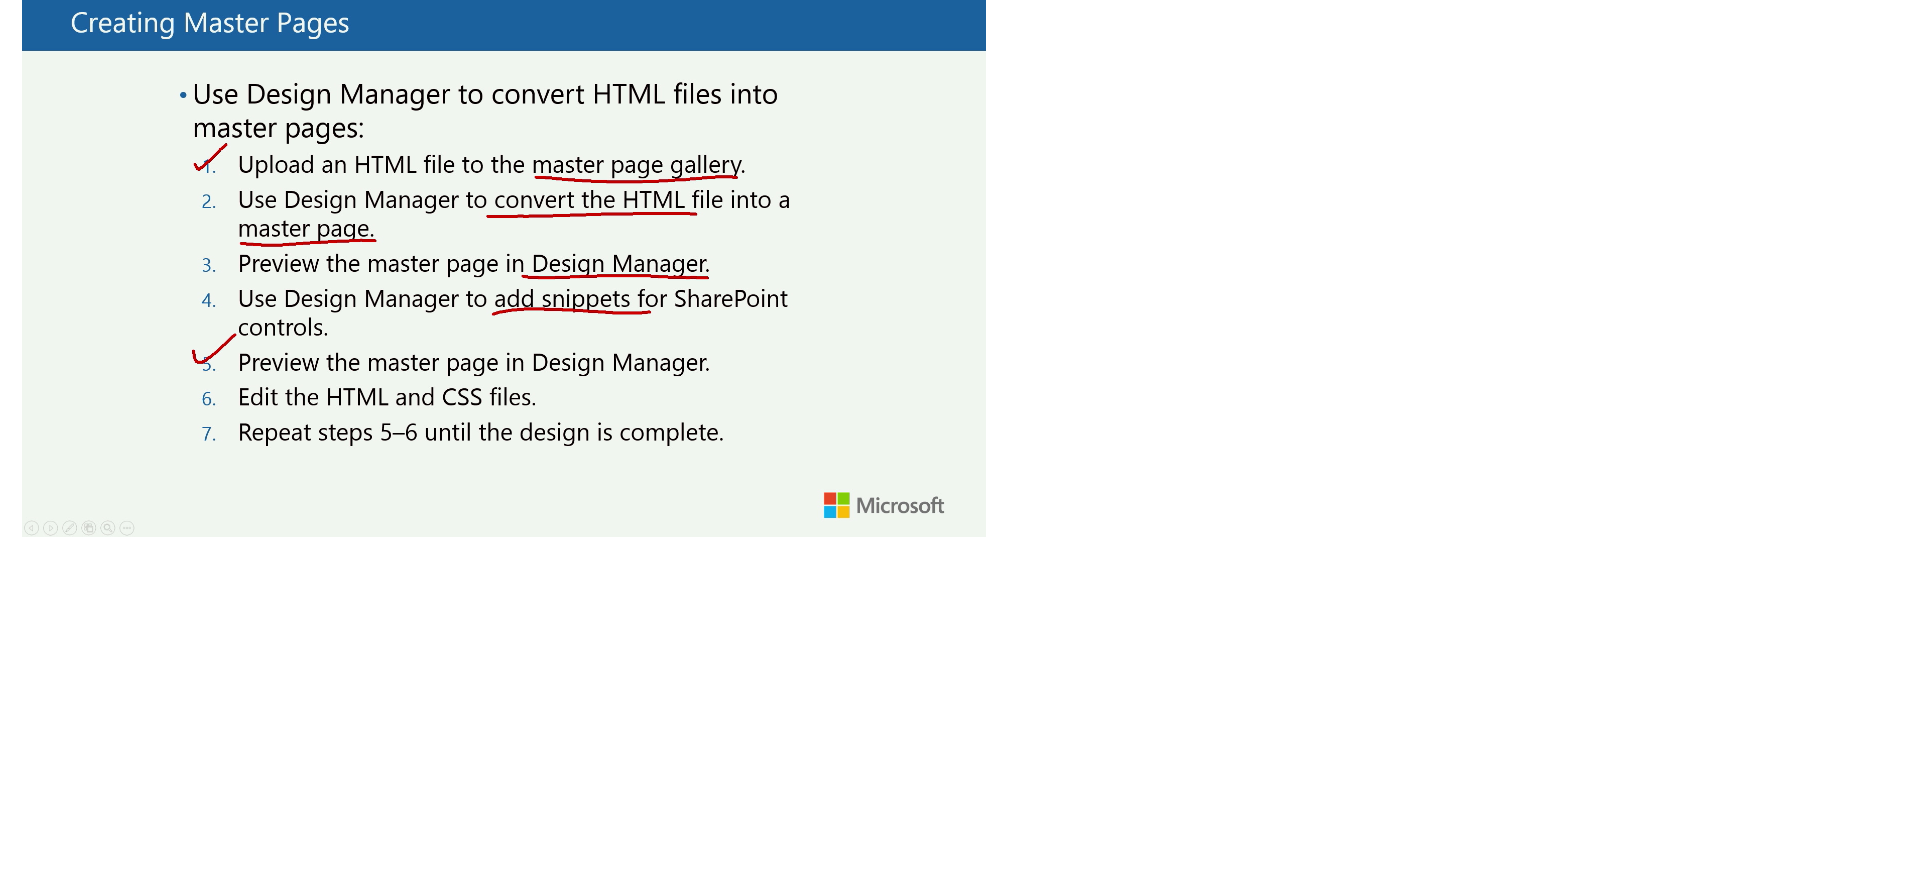 Creating Master Pages
• Use Design Manager to convert HTML files into
master pages:
1. Upload an HTML file to the master page gallery.
2. Use Design Manager to convert the HTML file into a
master page.
3. Preview the master page in Design Manager.
4. Use Design Manager to add snippets for SharePoint
controls.
5. Preview the master page in Design Manager.
6. Edit the HTML and CSS files.
7. Repeat steps 5–6 until the design is complete.
Microsoft